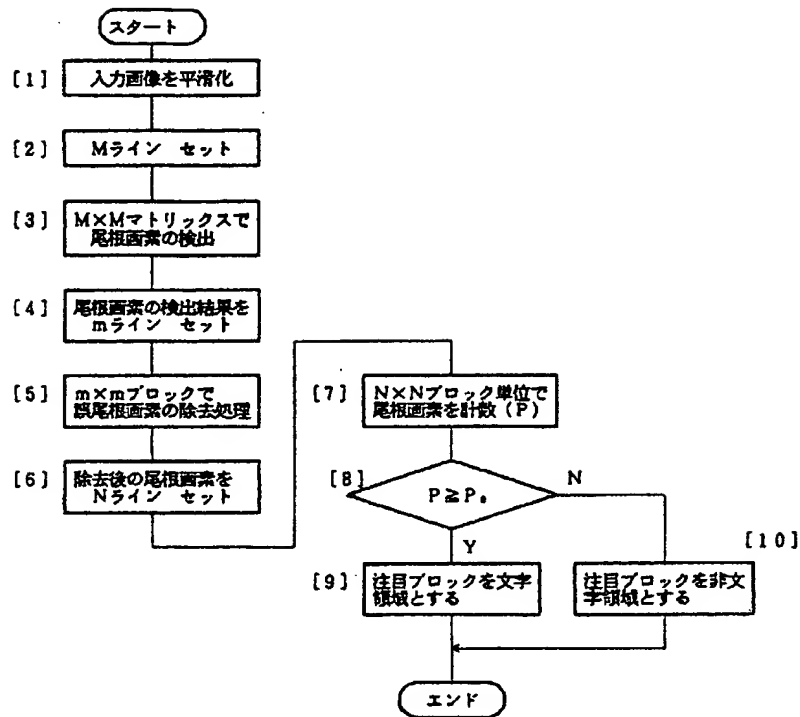 スタート
[1]
入力画像を平滑化
[2]
Mライン セット
[3]
M×Mマトリックスで
尾根画素の検出
[4]
尾根画素の検出結果を
mライン セット
[5]
m×mブロックで
誤尾根画素の除去処理
[6]
除去後の尾根画素を
Nライン セット
[7]
N×Nブロック単位で
尾根画素を計数(P)
[8]
P≧P₀
N
Y
[9]
注目ブロックを文字
領域とする
[10]
注目ブロックを非文
字領域とする
エンド